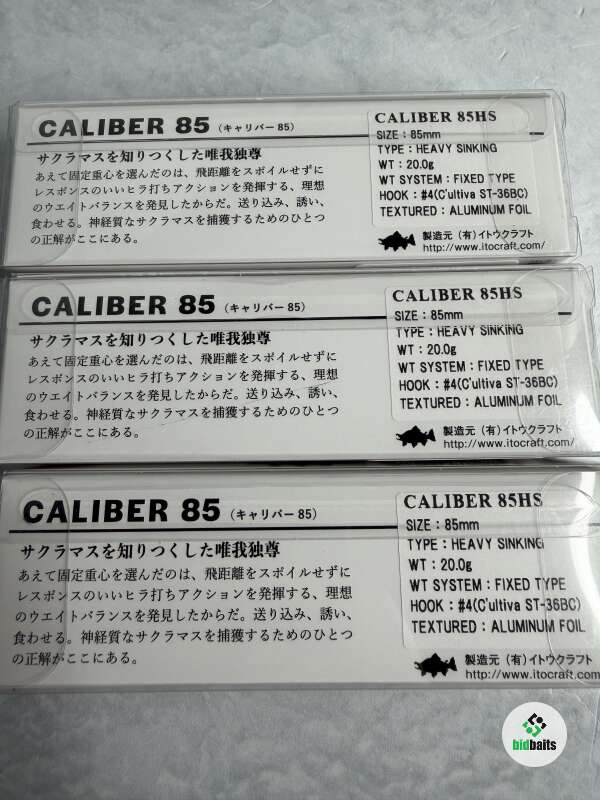 CALIBER 85 （キャリバー 85）
サクラマスを知りつくした唯我独尊
あえて固定重心を選んだのは、飛距離をスポイルせずに
レスポンスのいいヒラ打ちアクションを発揮する、理想
のウエイトバランスを発見したからだ。送り込み、誘い、
食わせる。神経質なサクラマスを捕獲するためのひとつ
の正解がここにある。
CALIBER 85HS
SIZE : 85mm
TYPE : HEAVY SINKING
WT : 20.0g
WT SYSTEM : FIXED TYPE
HOOK : #4(C'ultiva ST-36BC)
TEXTURED : ALUMINUM FOIL
製造元（有）イトウクラフト
http://www.itocraft.com/
CALIBER 85 （キャリバー 85）
サクラマスを知りつくした唯我独尊
あえて固定重心を選んだのは、飛距離をスポイルせずに
レスポンスのいいヒラ打ちアクションを発揮する、理想
のウエイトバランスを発見したからだ。送り込み、誘い、
食わせる。神経質なサクラマスを捕獲するためのひとつ
の正解がここにある。
CALIBER 85HS
SIZE : 85mm
TYPE : HEAVY SINKING
WT : 20.0g
WT SYSTEM : FIXED TYPE
HOOK : #4(C'ultiva ST-36BC)
TEXTURED : ALUMINUM FOIL
製造元（有）イトウクラフト
http://www.itocraft.com/
CALIBER 85 （キャリバー 85）
サクラマスを知りつくした唯我独尊
あえて固定重心を選んだのは、飛距離をスポイルせずに
レスポンスのいいヒラ打ちアクションを発揮する、理想
のウエイトバランスを発見したからだ。送り込み、誘い、
食わせる。神経質なサクラマスを捕獲するためのひとつ
の正解がここにある。
CALIBER 85HS
SIZE : 85mm
TYPE : HEAVY SINKING
WT : 20.0g
WT SYSTEM : FIXED TYPE
HOOK : #4(C'ultiva ST-36BC)
TEXTURED : ALUMINUM FOIL
製造元（有）イトウクラフト
http://www.itocraft.com/
bidbaits